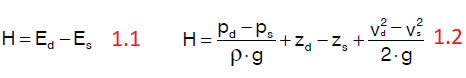 H = E_d − E_s 1.1 H = (p_d − p_s)/(ρ · g) + z_d − z_s + (v_d² − v_s²)/(2 · g) 1.2